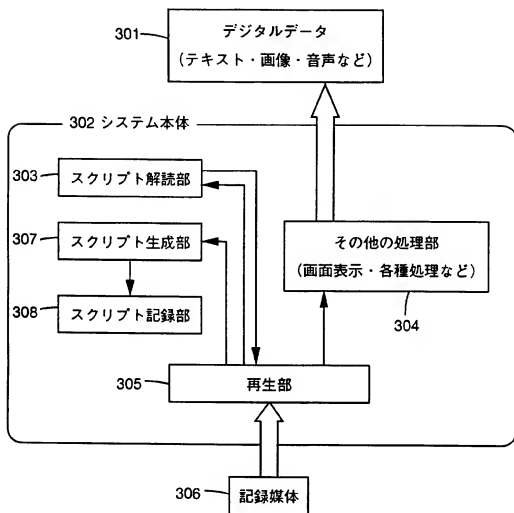 301
デジタルデータ
(テキスト・画像・音声など)
302 システム本体
303
スクリプト解読部
307
スクリプト生成部
308
スクリプト記録部
その他の処理部
(画面表示・各種処理など)
304
305
再生部
306
記録媒体